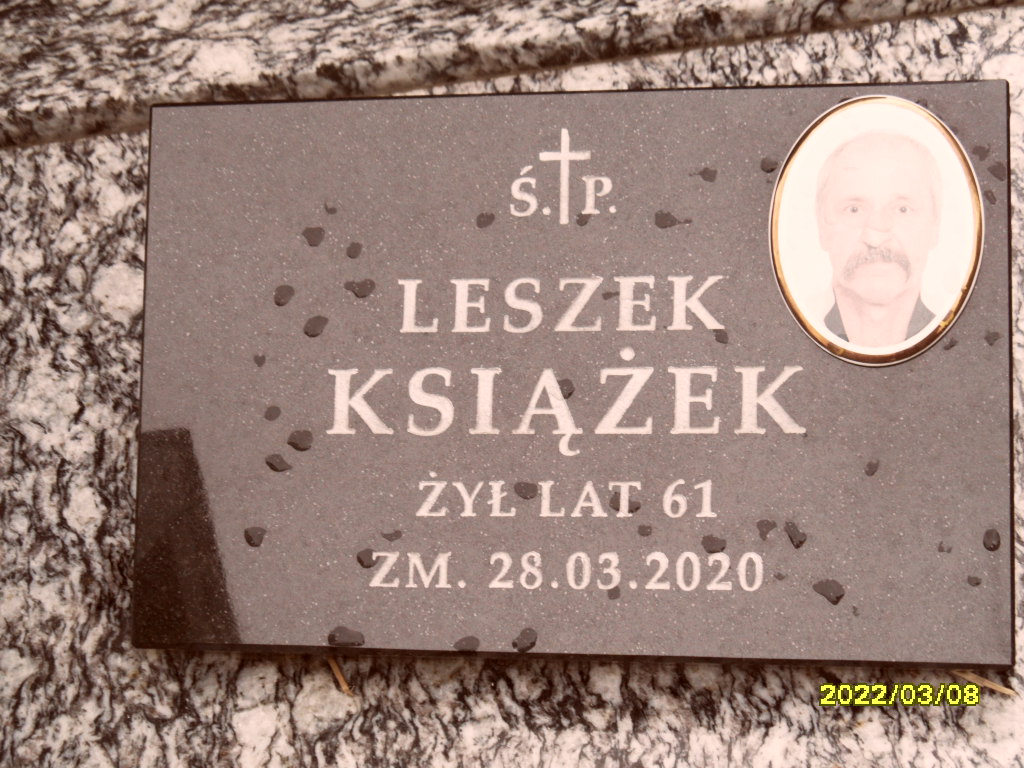 Ś. P.
LESZEK
KSIĄŻEK
ŻYŁ LAT 61
ZM. 28.03.2020
2022/03/08